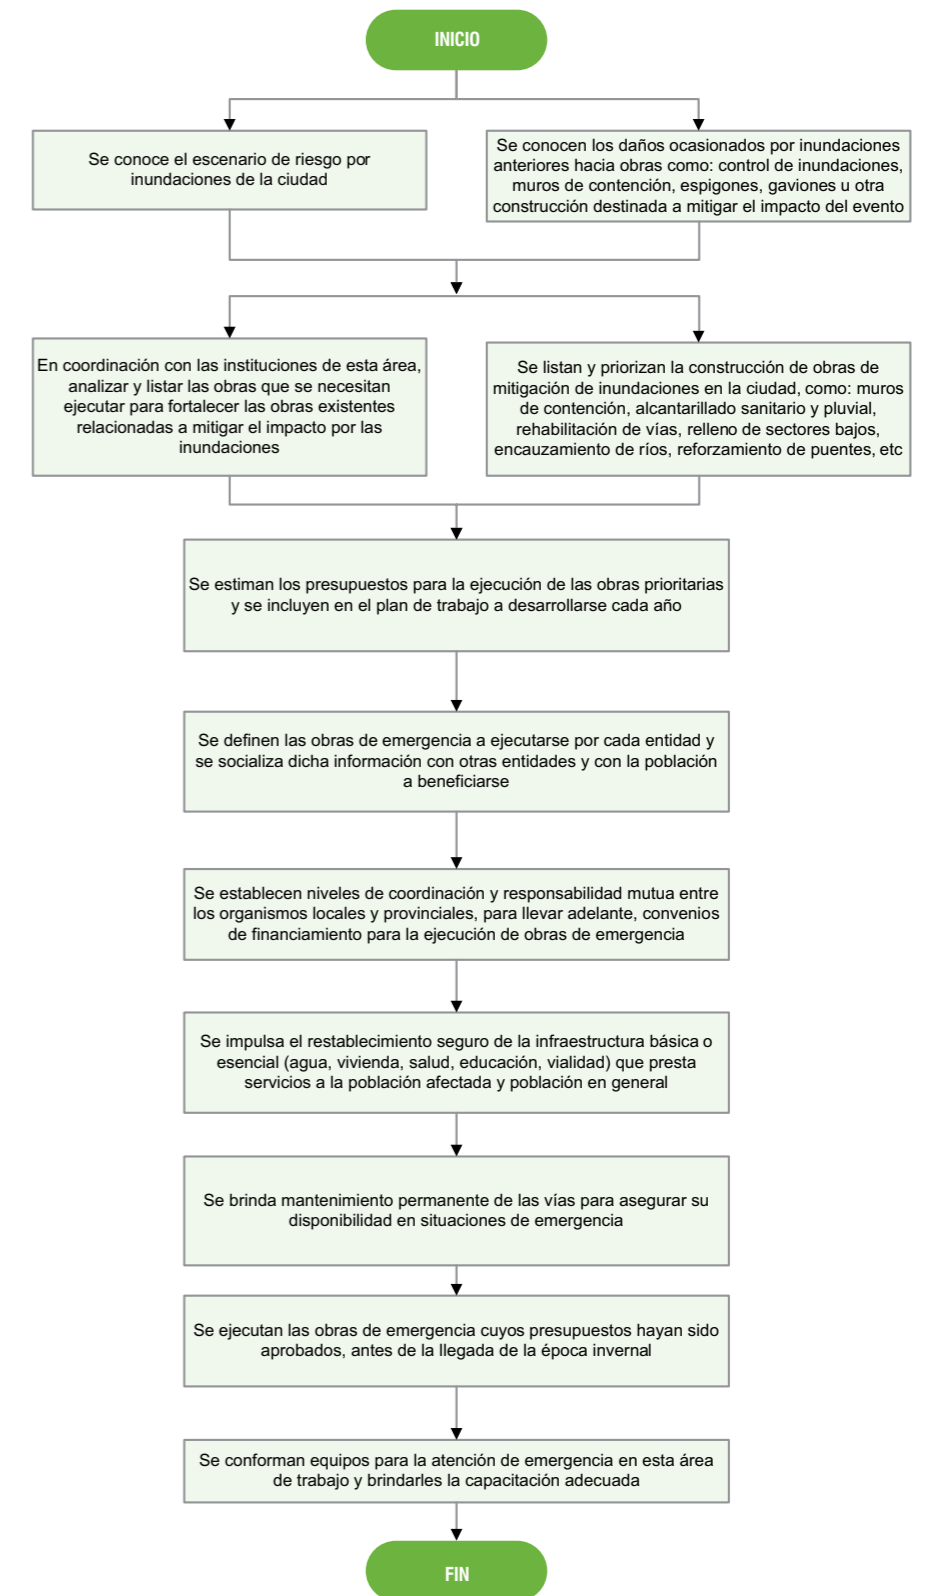 INICIO
Se conoce el escenario de riesgo por
inundaciones de la ciudad
Se conocen los daños ocasionados por inundaciones
anteriores hacia obras como: control de inundaciones,
muros de contención, espigones, gaviones u otra
construcción destinada a mitigar el impacto del evento
En coordinación con las instituciones de esta área,
analizar y listar las obras que se necesitan
ejecutar para fortalecer las obras existentes
relacionadas a mitigar el impacto por las
inundaciones
Se listan y priorizan la construcción de obras de
mitigación de inundaciones en la ciudad, como: muros
de contención, alcantarillado sanitario y pluvial,
rehabilitación de vías, relleno de sectores bajos,
encauzamiento de ríos, reforzamiento de puentes, etc
Se estiman los presupuestos para la ejecución de las obras prioritarias
y se incluyen en el plan de trabajo a desarrollarse cada año
Se definen las obras de emergencia a ejecutarse por cada entidad y
se socializa dicha información con otras entidades y con la población
a beneficiarse
Se establecen niveles de coordinación y responsabilidad mutua entre
los organismos locales y provinciales, para llevar adelante, convenios
de financiamiento para la ejecución de obras de emergencia
Se impulsa el restablecimiento seguro de la infraestructura básica o
esencial (agua, vivienda, salud, educación, vialidad) que presta
servicios a la población afectada y población en general
Se brinda mantenimiento permanente de las vías para asegurar su
disponibilidad en situaciones de emergencia
Se ejecutan las obras de emergencia cuyos presupuestos hayan sido
aprobados, antes de la llegada de la época invernal
Se conforman equipos para la atención de emergencia en esta área
de trabajo y brindarles la capacitación adecuada
FIN